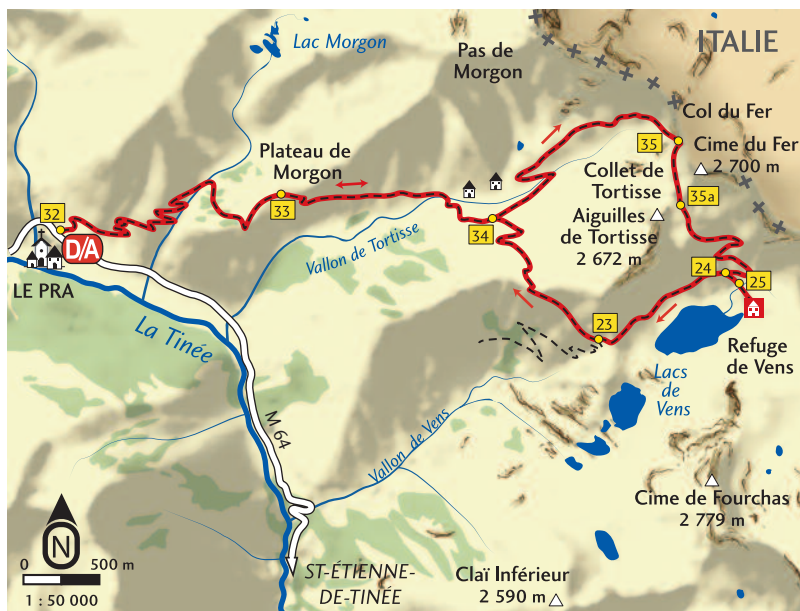 ITALIE
Lac Morgon
Pas de
Morgon
Col du Fer
35
Cime du Fer
2 700 m
Plateau de
Morgon
33
Collet de
Tortisse
35a
Aiguilles
de Tortisse
2 672 m
32
D/A
LE PRA
34
Vallon de Tortisse
24
25
La Tinée
23
Refuge
de Vens
Lacs
de
Vens
M 64
Vallon de Vens
Cime de Fourchas
2 779 m
N
0 500 m
1 : 50 000
ST-ÉTIENNE-
DE-TINÉE
Claï Inférieur
2 590 m